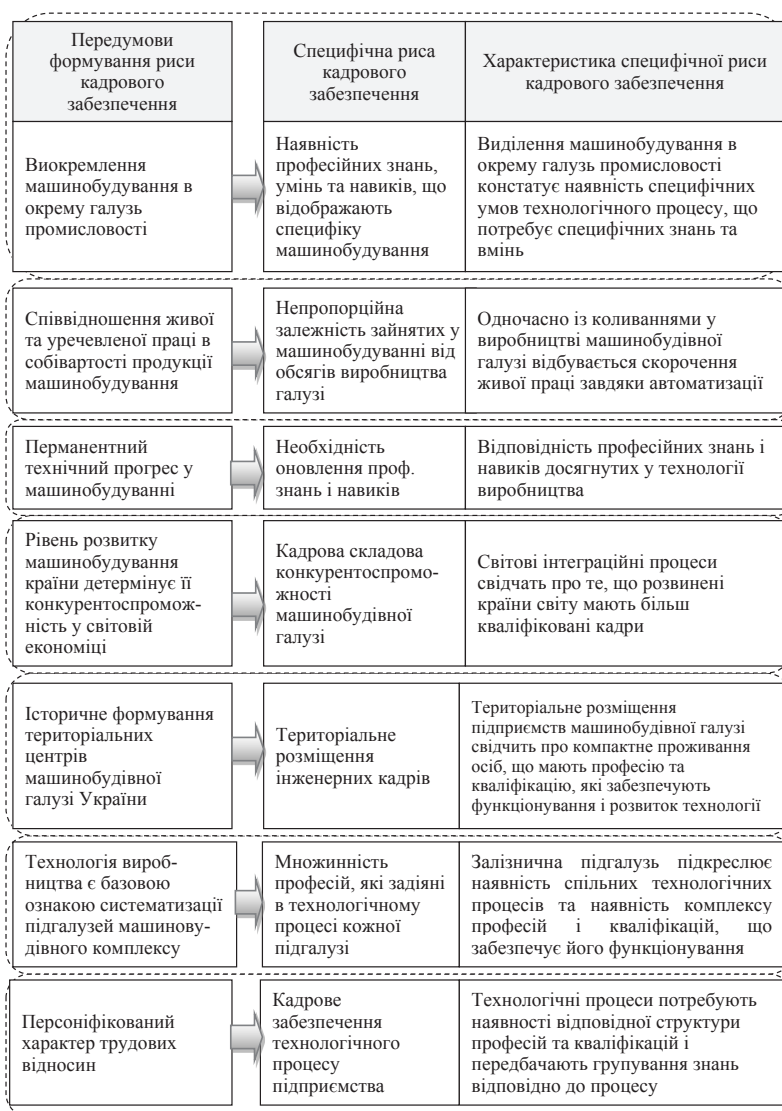 Передумови
формування риси
кадрового
забезпечення
Специфічна риса
кадрового
забезпечення
Характеристика специфічної риси
кадрового забезпечення
Виокремлення
машинобудування в
окрему галузь
промисловості
Наявність
професійних знань,
умінь та навиків, що
відображають
специфіку
машинобудування
Виділення машинобудування в
окрему галузь промисловості
констатує наявність специфічних
умов технологічного процесу, що
потребує специфічних знань та
вмінь
Співвідношення живої
та уречевленої праці в
собівартості продукції
машинобудування
Непропорційна
залежність зайнятих у
машинобудуванні від
обсягів виробництва
галузі
Одночасно із коливаннями у
виробництві машинобудівної
галузі відбувається скорочення
живої праці завдяки автоматизації
Перманентний
технічний прогрес у
машинобудуванні
Необхідність
оновлення проф.
знань і навиків
Відповідність професійних знань і
навиків досягнутих у технології
виробництва
Рівень розвитку
машинобудування
країни детермінує її
конкурентоспромож-
ність у світовій
економіці
Кадрова складова
конкурентоспромо-
жності
машинобудівної
галузі
Світові інтеграційні процеси
свідчать про те, що розвинені
країни світу мають більш
кваліфіковані кадри
Історичне формування
територіальних
центрів
машинобудівної
галузі України
Територіальне
розміщення
інженерних кадрів
Територіальне розміщення
підприємств машинобудівної галузі
свідчить про компактне проживання
осіб, що мають професію та
кваліфікацію, які забезпечують
функціонування і розвиток технології
Технологія вироб-
ництва є базовою
ознакою систематизації
підгалузей машинову-
дівного комплексу
Множинність
професій, які задіяні
в технологічному
процесі кожної
підгалузі
Залізнична підгалузь підкреслює
наявність спільних технологічних
процесів та наявність комплексу
професій і кваліфікацій, що
забезпечує його функціонування
Персоніфікований
характер трудових
відносин
Кадрове
забезпечення
технологічного
процесу
підприємства
Технологічні процеси потребують
наявності відповідної структури
професій та кваліфікацій і
передбачають групування знань
відповідно до процесу